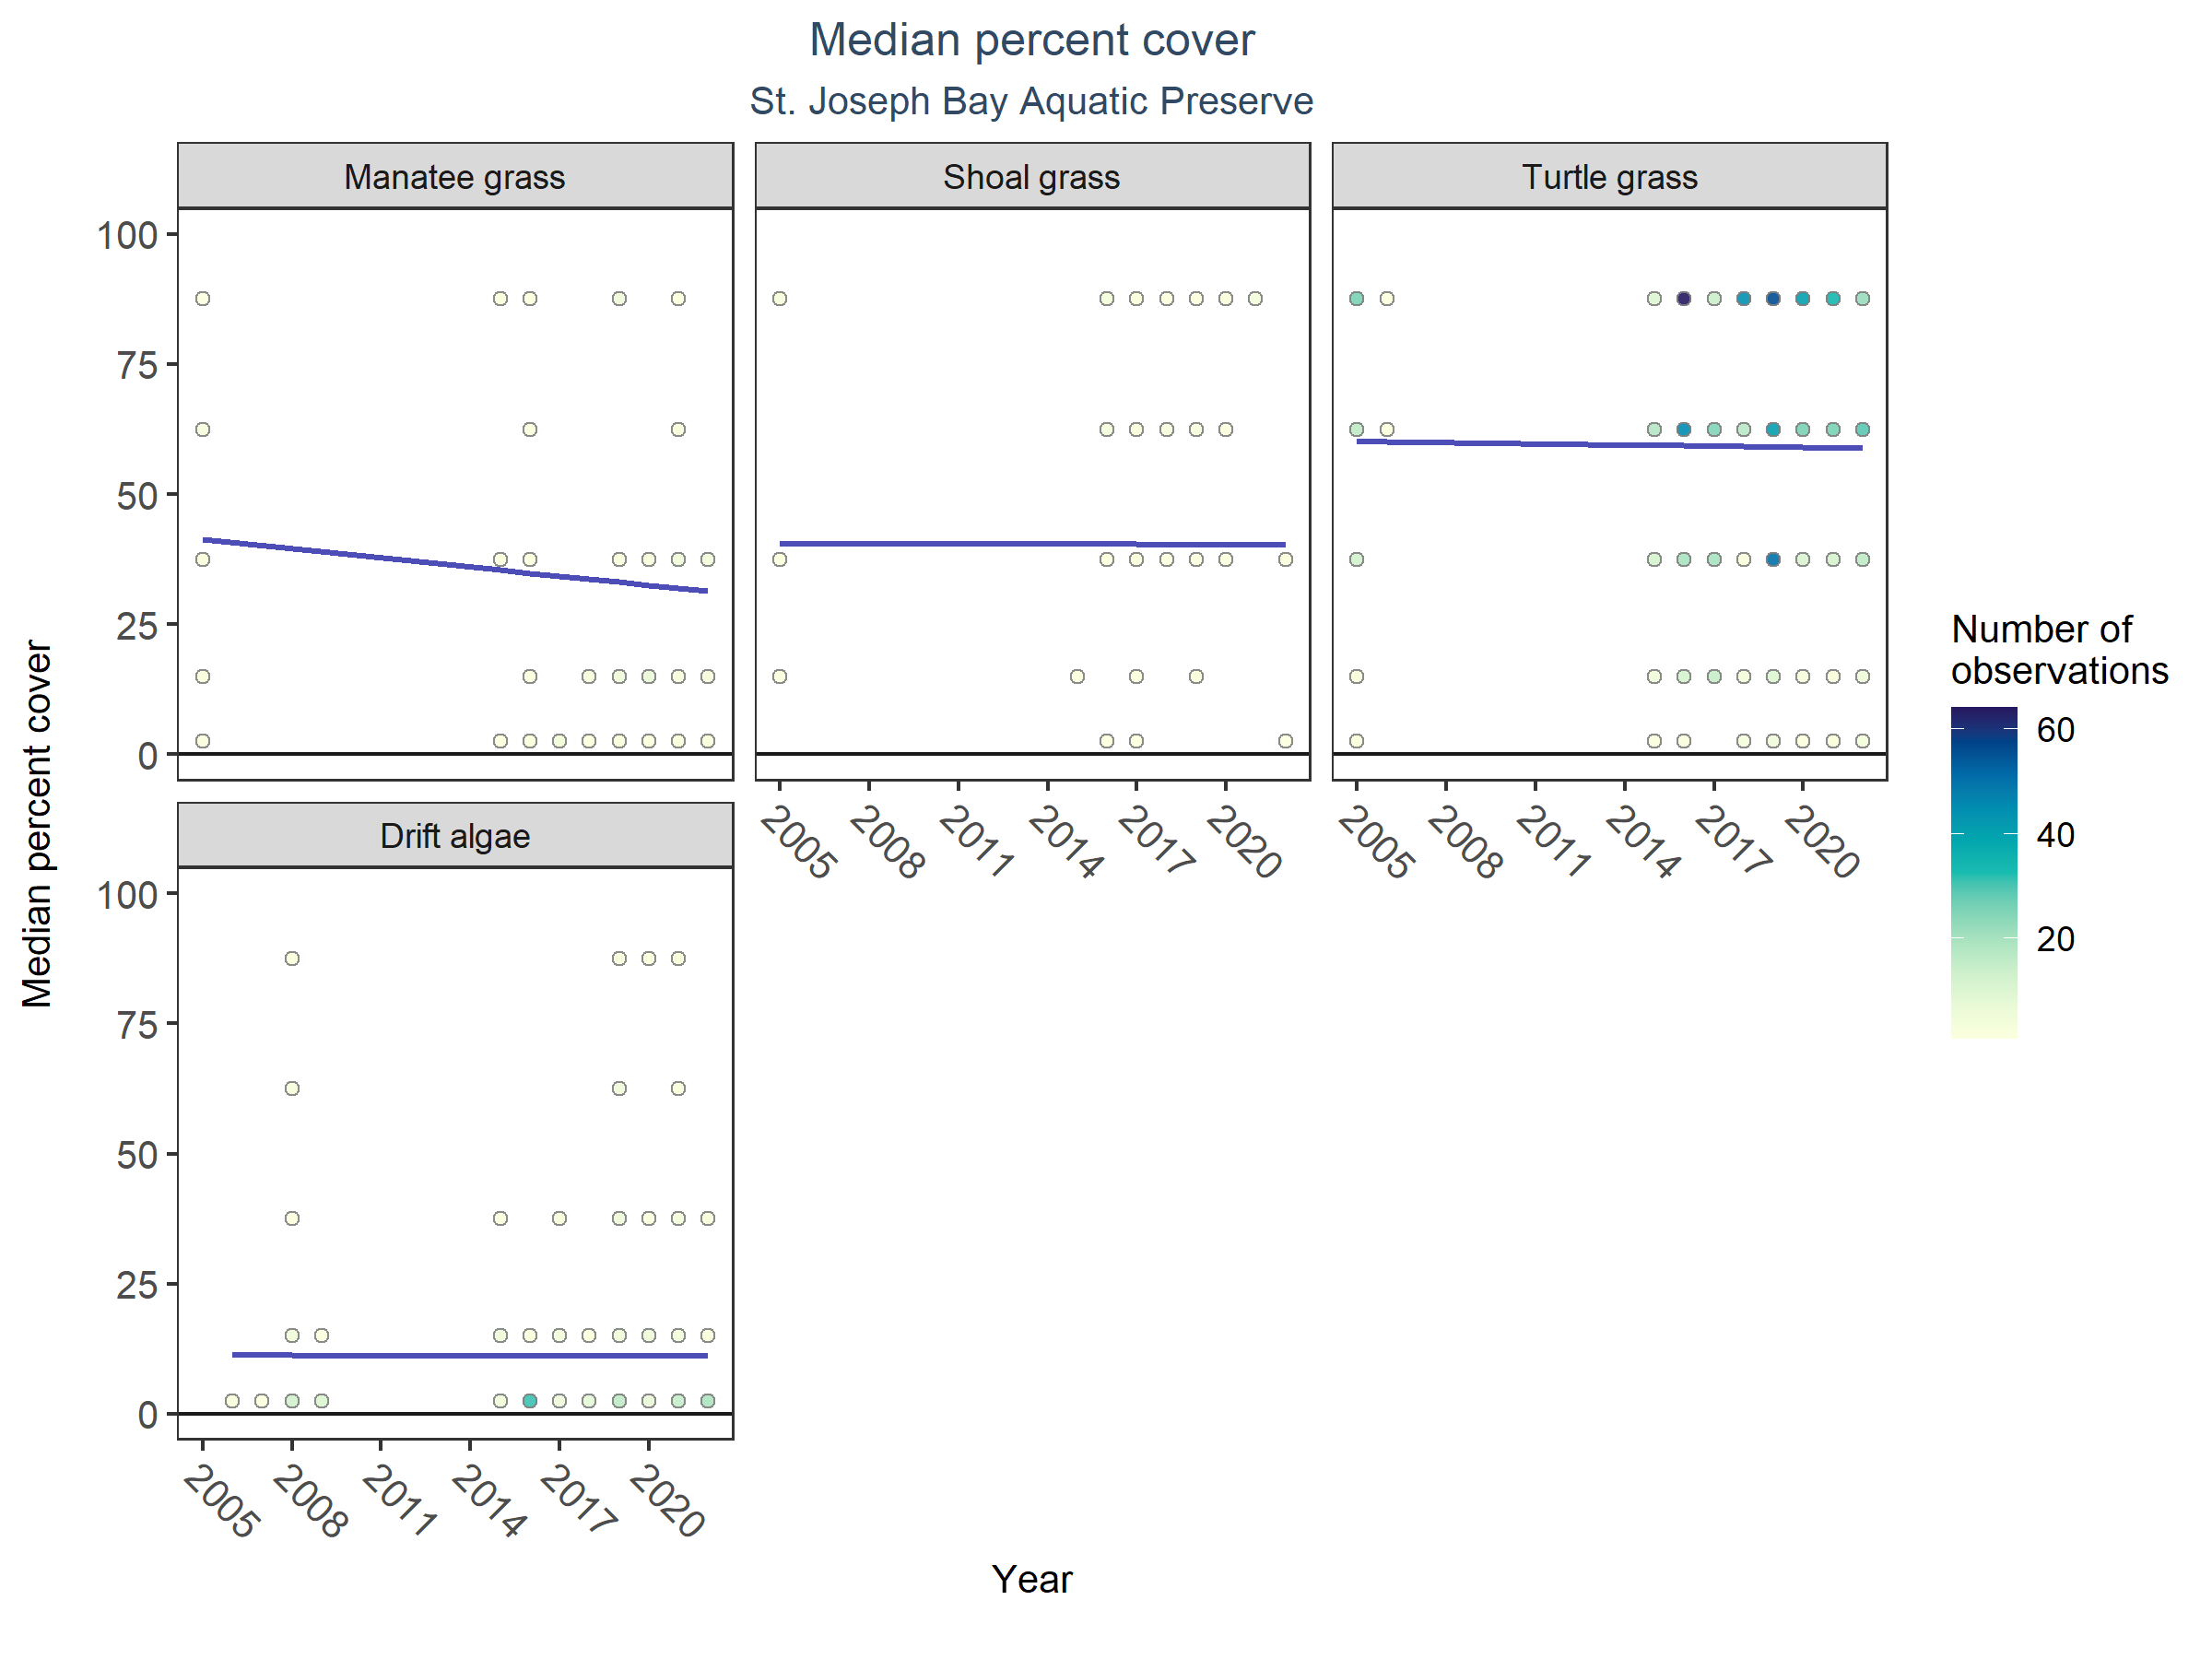 Median percent cover
St. Joseph Bay Aquatic Preserve
Manatee grass
Shoal grass
Turtle grass
100
75
50
25
0
2005 2008 2011 2014 2017 2020
2005 2008 2011 2014 2017 2020
Drift algae
100
75
50
25
0
2005 2008 2011 2014 2017 2020
Median percent cover
Year
Number of
observations
60
40
20